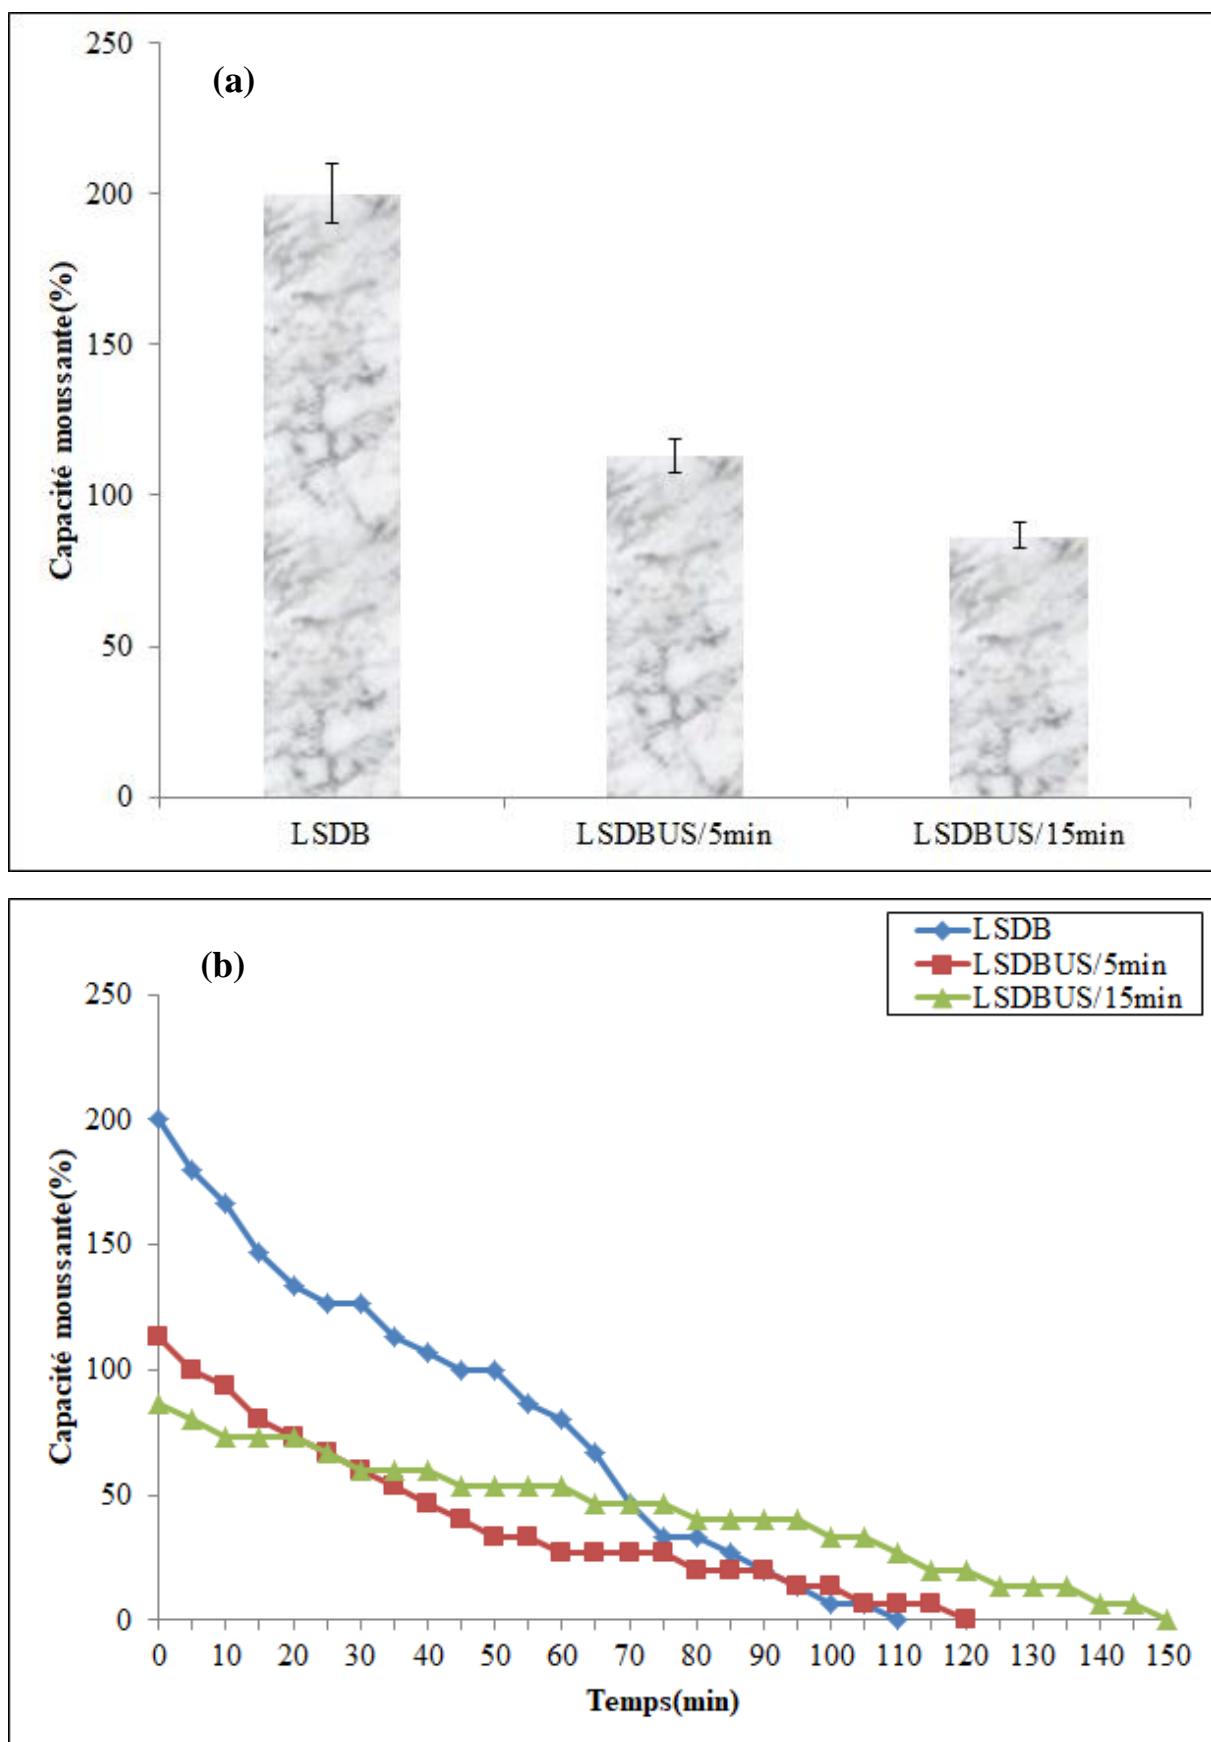 (a)
Capacité moussante(%)
250
200
150
100
50
0
LSDB LSDBUS/5min LSDBUS/15min
(b)
LSDB
LSDBUS/5min
LSDBUS/15min
Capacité moussante(%)
250
200
150
100
50
0
0 10 20 30 40 50 60 70 80 90 100 110 120 130 140 150
Temps(min)